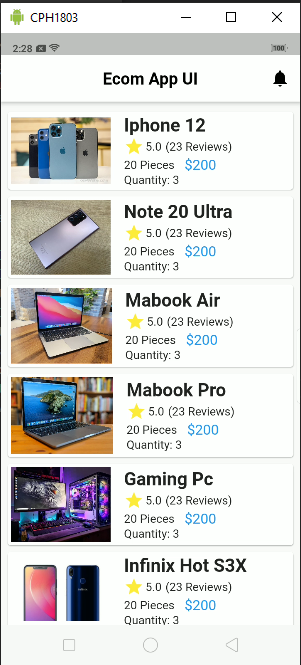 CPH1803
2:28
100
Ecom App UI
Iphone 12
5.0 (23 Reviews)
20 Pieces $200
Quantity: 3
Note 20 Ultra
5.0 (23 Reviews)
20 Pieces $200
Quantity: 3
Mabook Air
5.0 (23 Reviews)
20 Pieces $200
Quantity: 3
Mabook Pro
5.0 (23 Reviews)
20 Pieces $200
Quantity: 3
Gaming Pc
5.0 (23 Reviews)
20 Pieces $200
Quantity: 3
Infinix Hot S3X
5.0 (23 Reviews)
20 Pieces $200
Quantity: 3